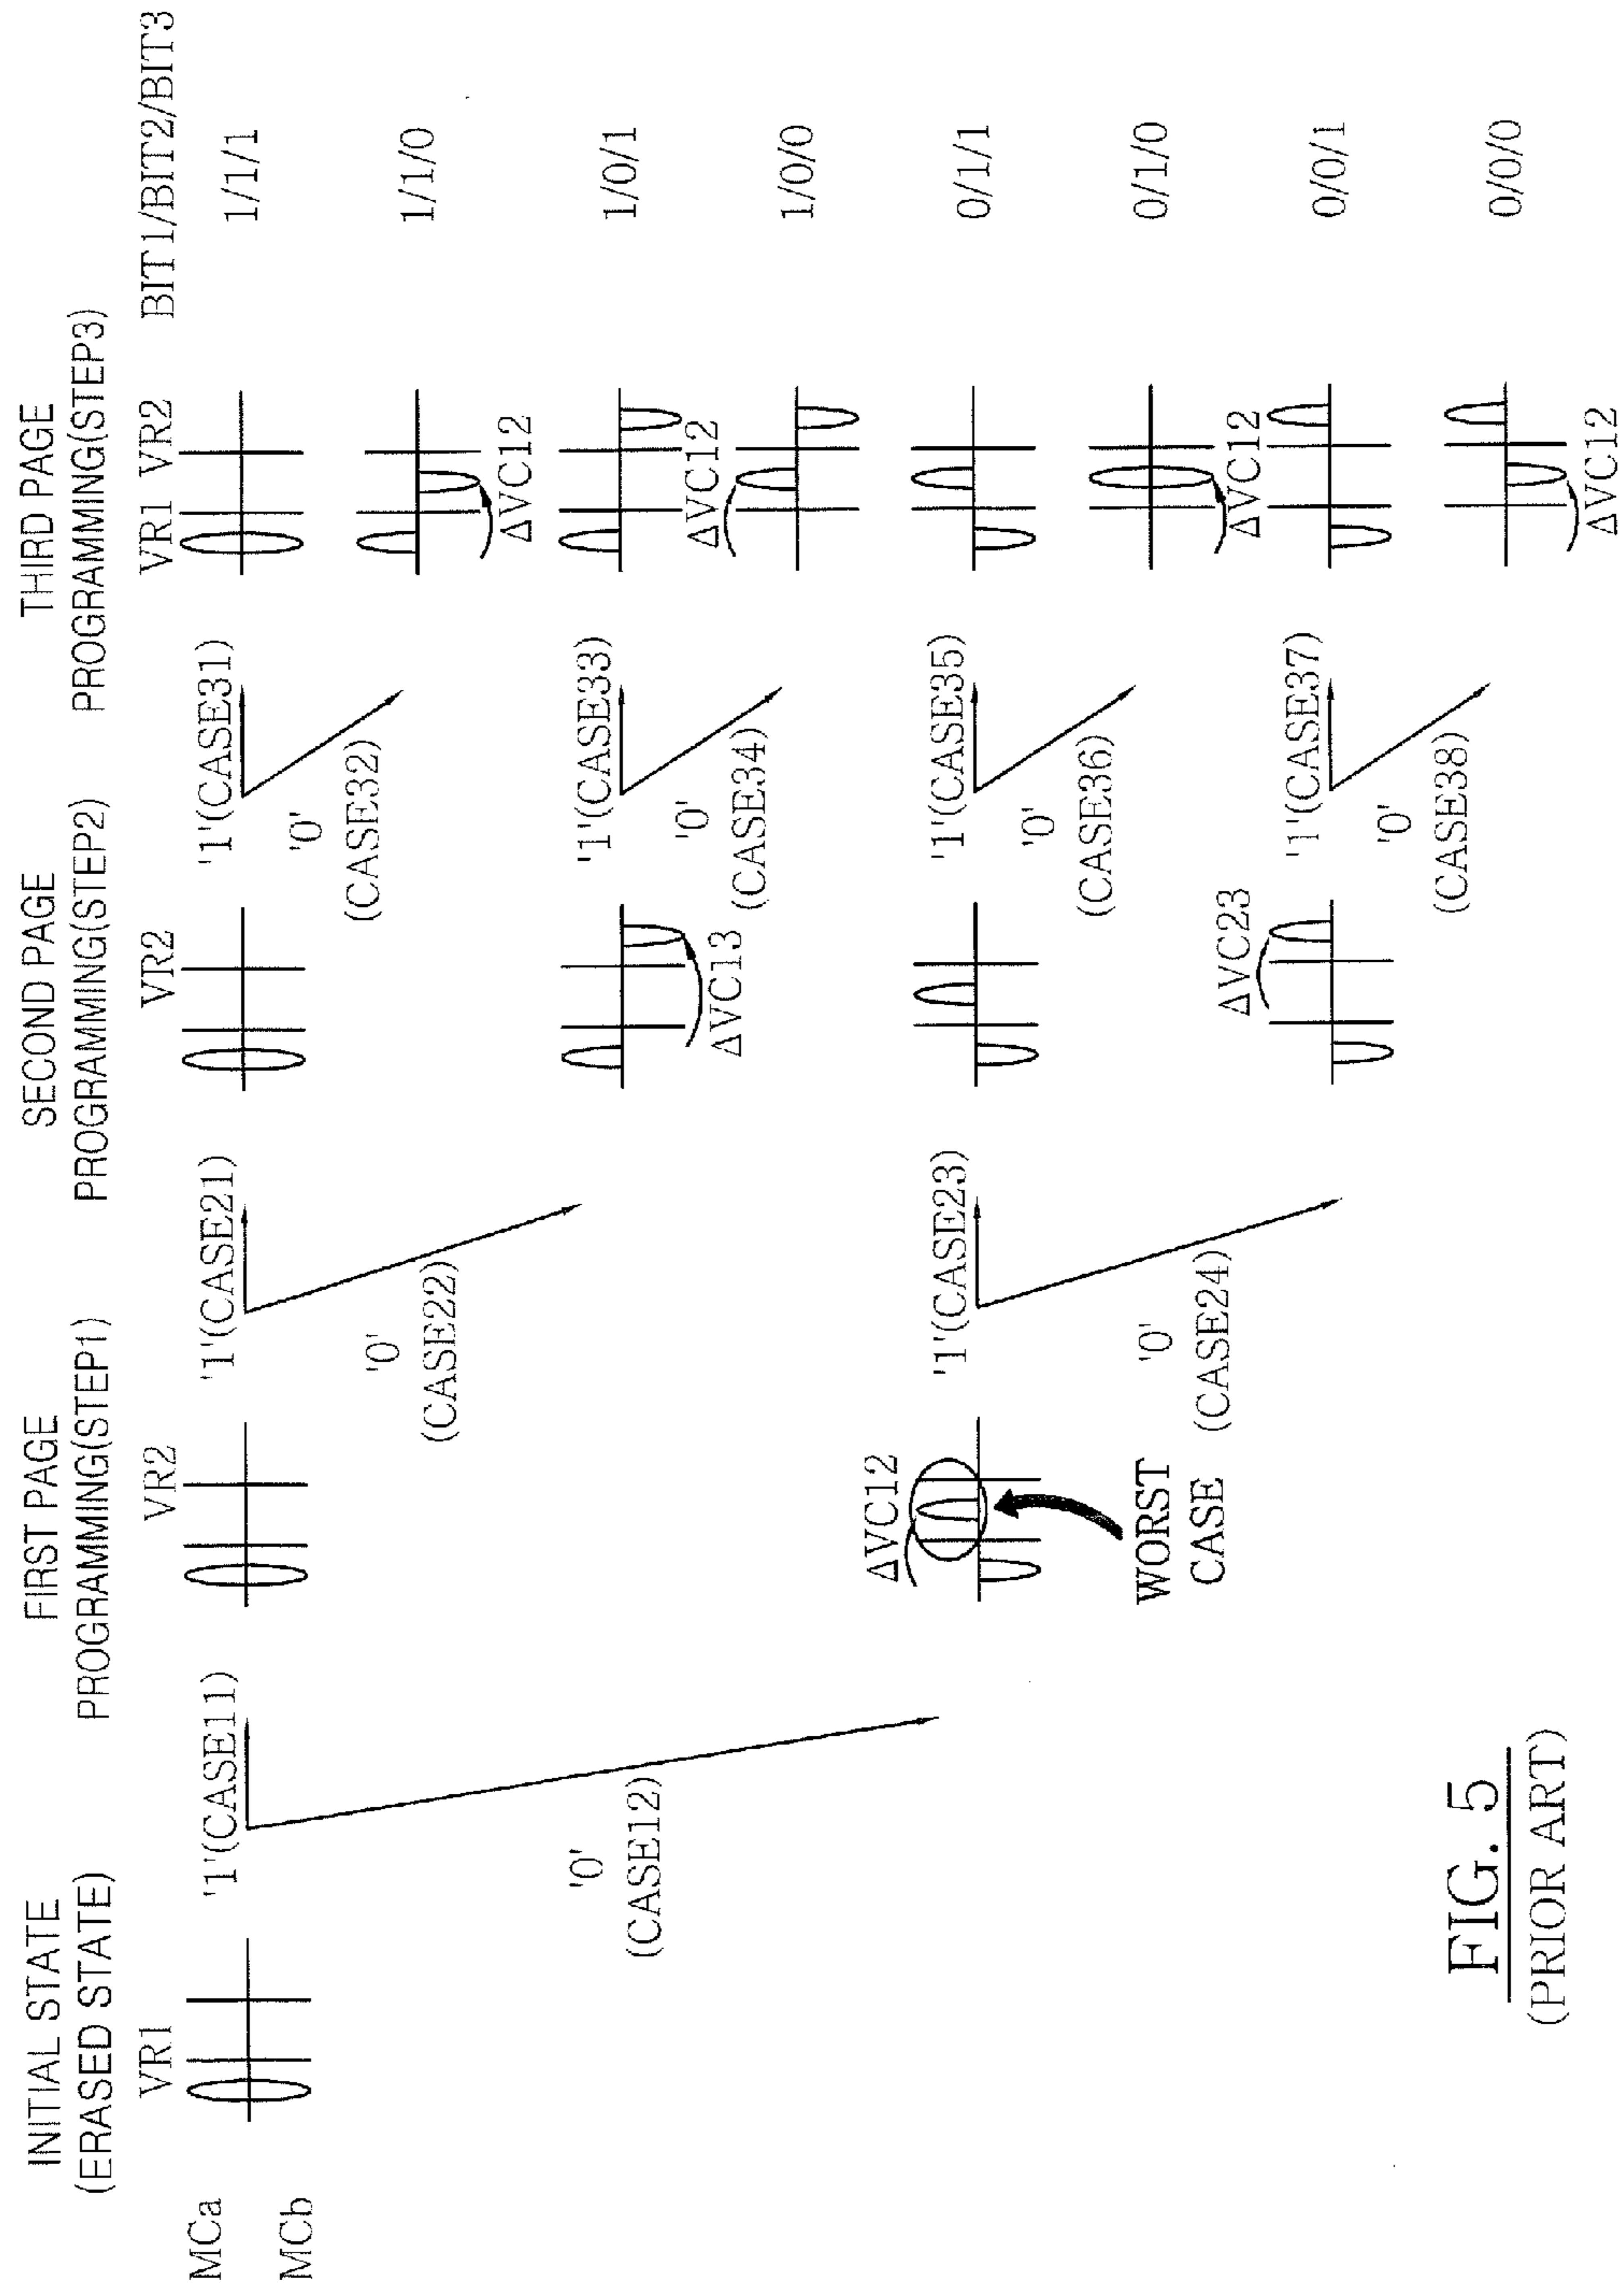 INITIAL STATE
(ERASED STATE)
FIRST PAGE
PROGRAMMING(STEP1)
SECOND PAGE
PROGRAMMING(STEP2)
THIRD PAGE
PROGRAMMING(STEP3)
VR1
VR2
VR2
VR1 VR2
BIT1/BIT2/BIT3
MCa
MCb
'1'(CASE11)
'1'(CASE21)
'1'(CASE31)
1/1/1
'0'
(CASE32)
1/1/0
ΔVC12
'0'
(CASE22)
'1'(CASE33)
1/0/1
'0'
(CASE12)
ΔVC13
'0'
(CASE34)
ΔVC12
1/0/0
ΔVC12
'1'(CASE23)
'1'(CASE35)
0/1/1
WORST
CASE
'0'
(CASE24)
'0'
(CASE36)
0/1/0
ΔVC23
ΔVC12
'1'(CASE37)
0/0/1
'0'
(CASE38)
0/0/0
ΔVC12
FIG. 5
(PRIOR ART)